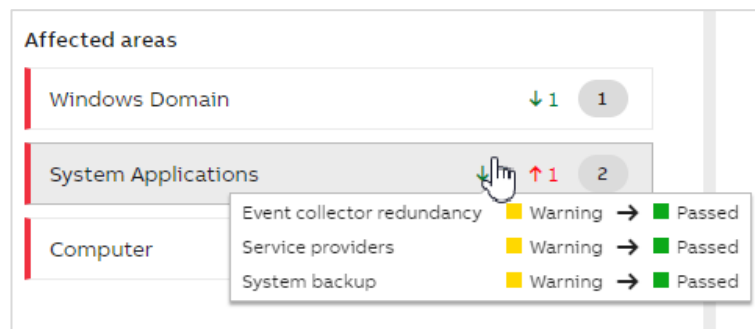 Affected areas
Windows Domain ↓1 1
System Applications ↓ ↑1 2
Event collector redundancy Warning → Passed
Computer
Service providers Warning → Passed
System backup Warning → Passed